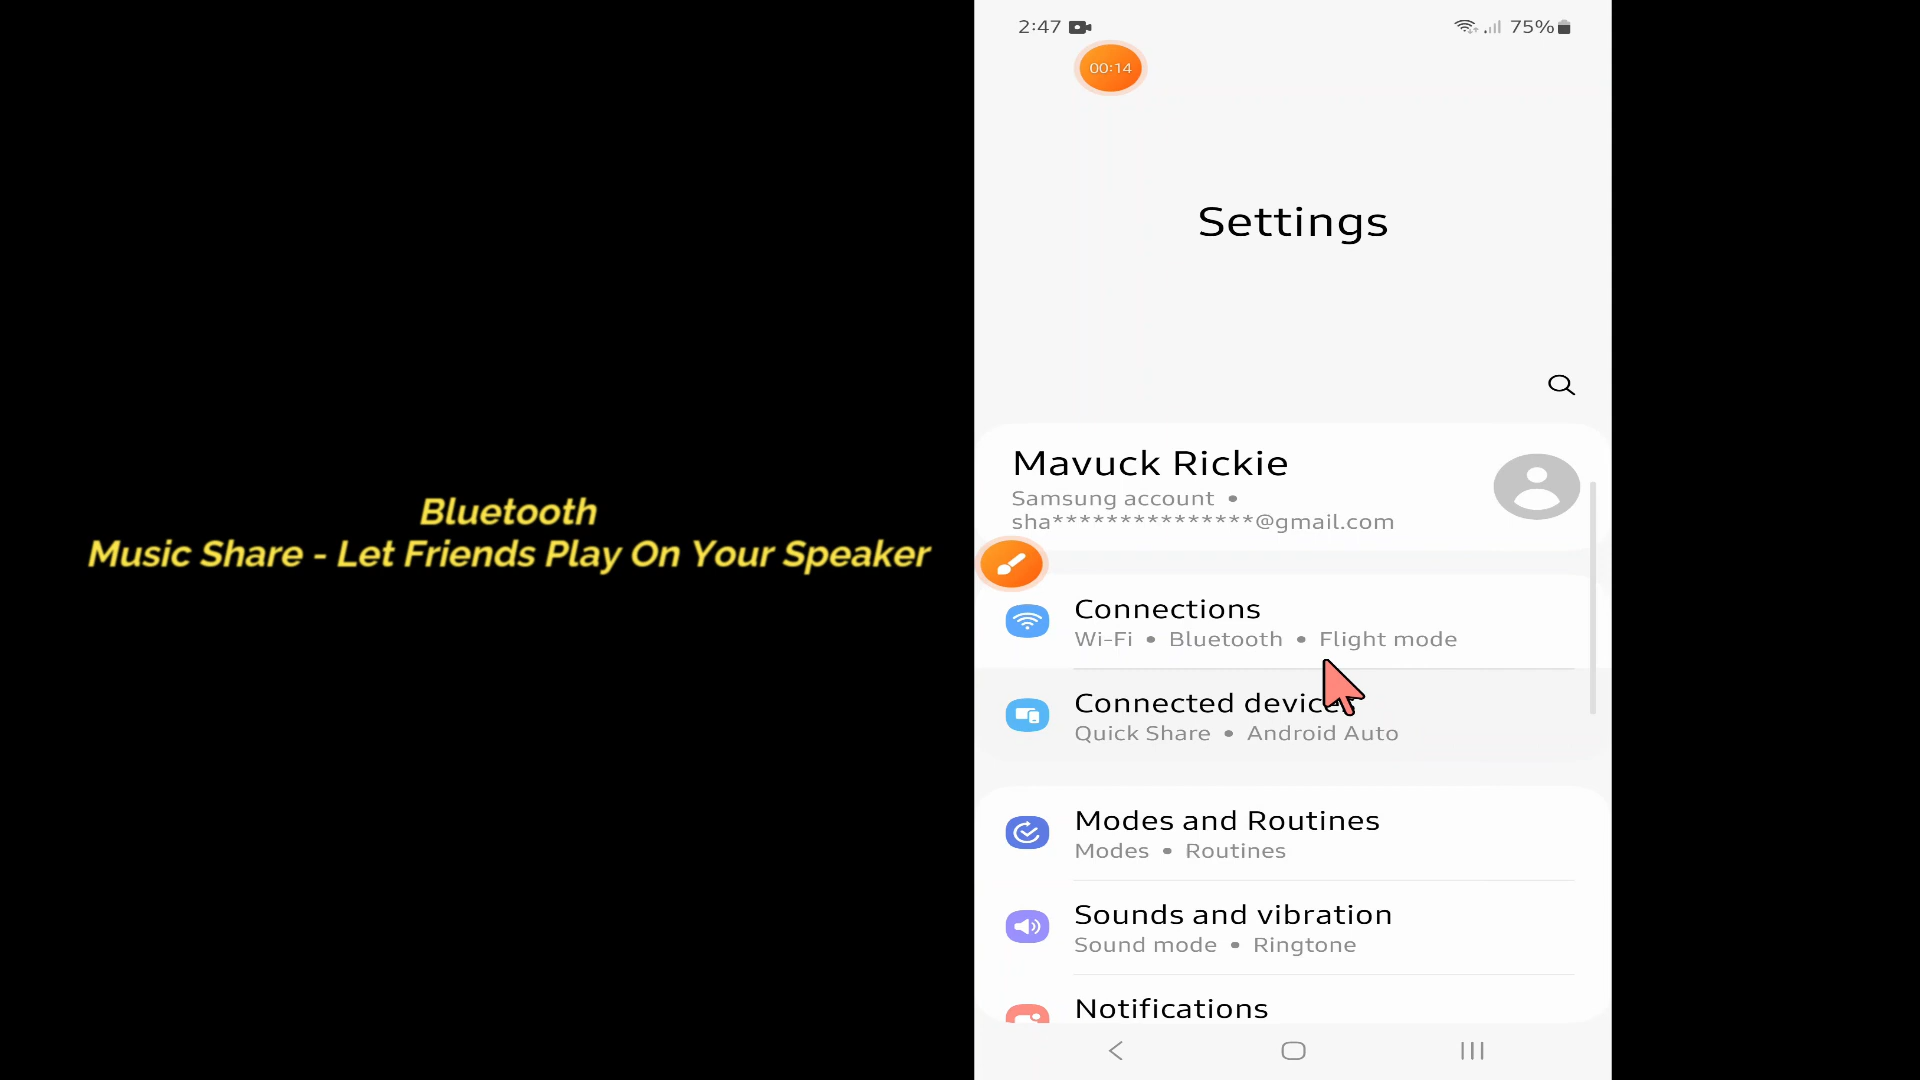 Bluetooth
Music Share - Let Friends Play On Your Speaker
2:47
75%
00:14
Settings
Mavuck Rickie
Samsung account •
sha***************@gmail.com
Connections
Wi-Fi • Bluetooth • Flight mode
Connected device
Quick Share • Android Auto
Modes and Routines
Modes • Routines
Sounds and vibration
Sound mode • Ringtone
Notifications